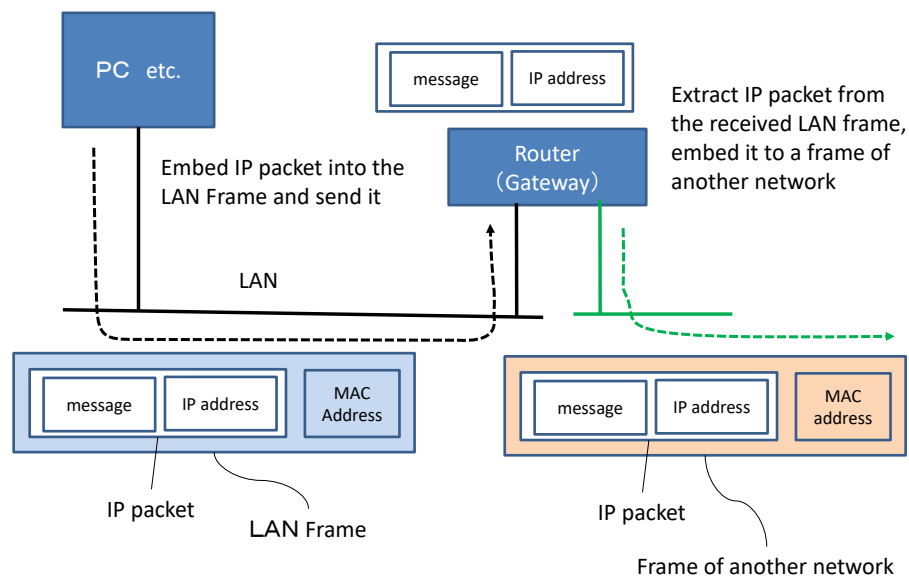 PC etc.
message
IP address
Extract IP packet from
the received LAN frame,
embed it to a frame of
another network
Embed IP packet into the
LAN Frame and send it
Router
（Gateway）
LAN
message
IP address
MAC
Address
message
IP address
MAC
address
IP packet
LAN Frame
IP packet
Frame of another network